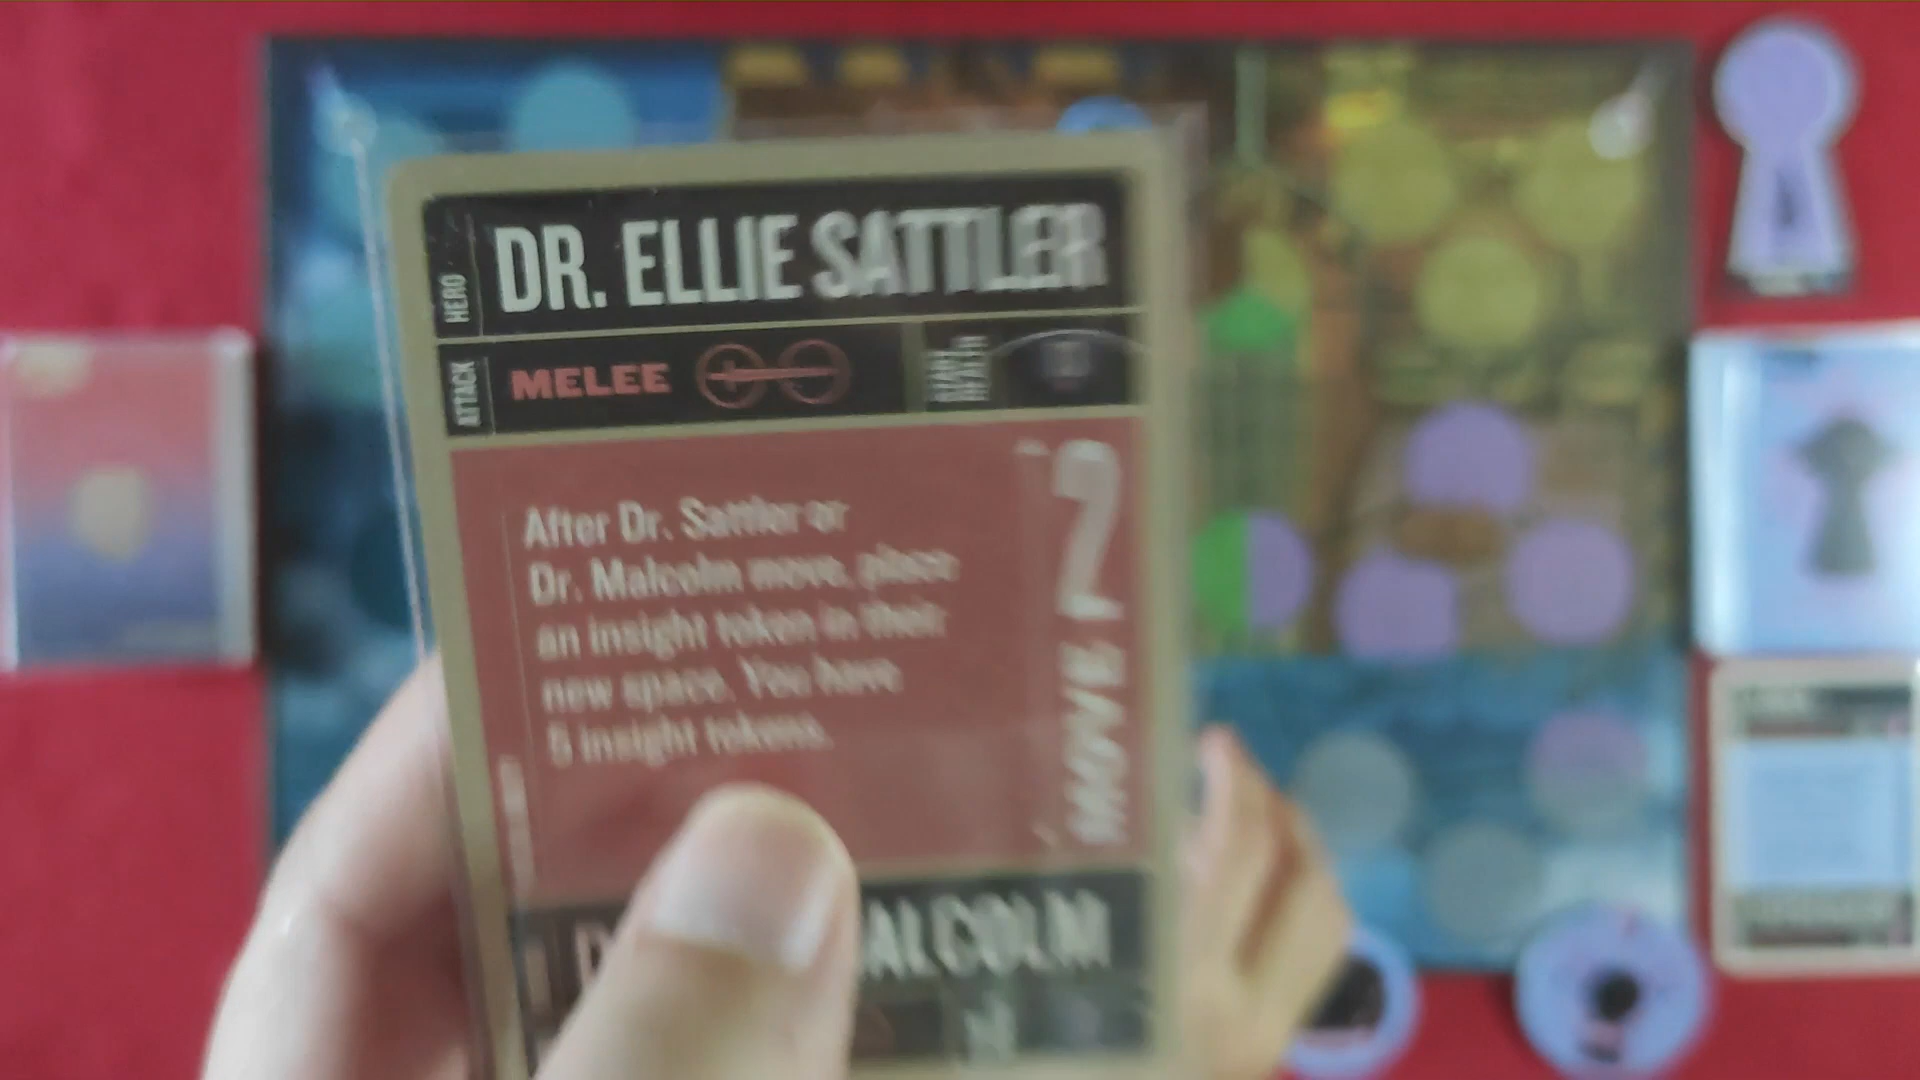 HERO
DR. ELLIE SATTLER
ATTACK
MELEE
After Dr. Sattler or
Dr. Malcolm move, place
an insight token in their
new space. You have
5 insight tokens.
MOVE 2
MALCOLM